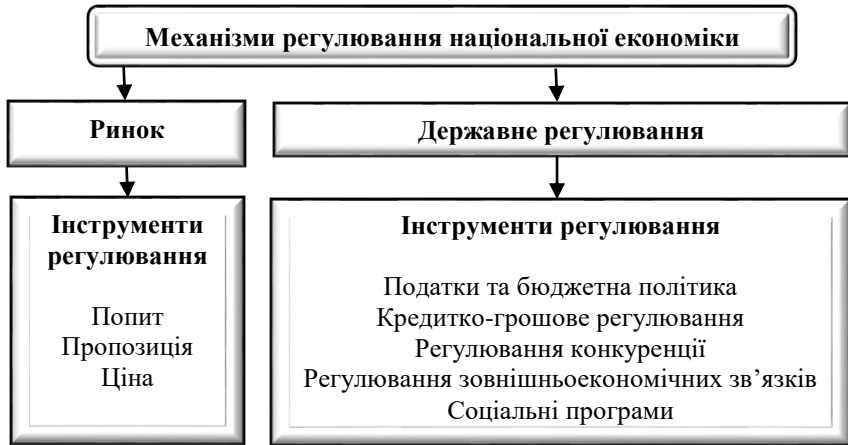 Механізми регулювання національної економіки
Ринок
Державне регулювання
Інструменти
регулювання
Попит
Пропозиція
Ціна
Інструменти регулювання
Податки та бюджетна політика
Кредитко-грошове регулювання
Регулювання конкуренції
Регулювання зовнішньоекономічних зв’язків
Соціальні програми